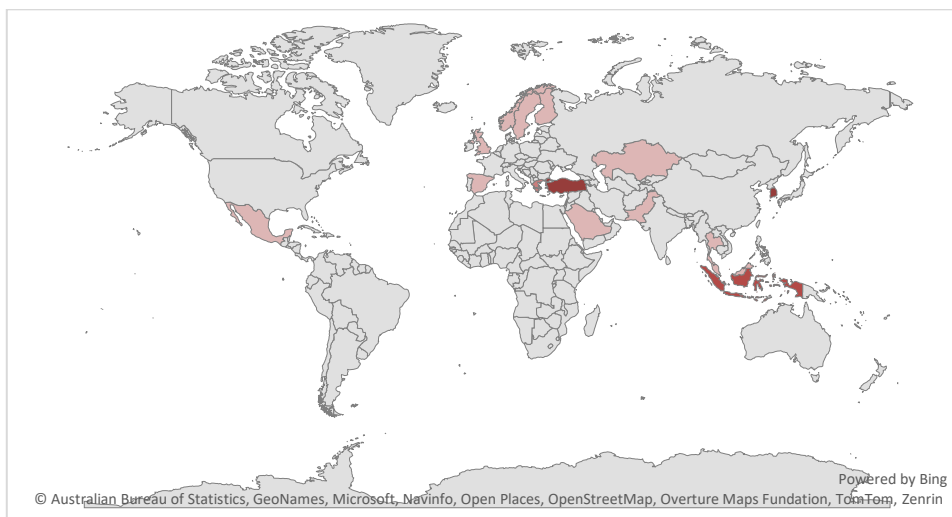 Powered by Bing
© Australian Bureau of Statistics, GeoNames, Microsoft, Navinfo, Open Places, OpenStreetMap, Overture Maps Fundation, TomTom, Zenrin